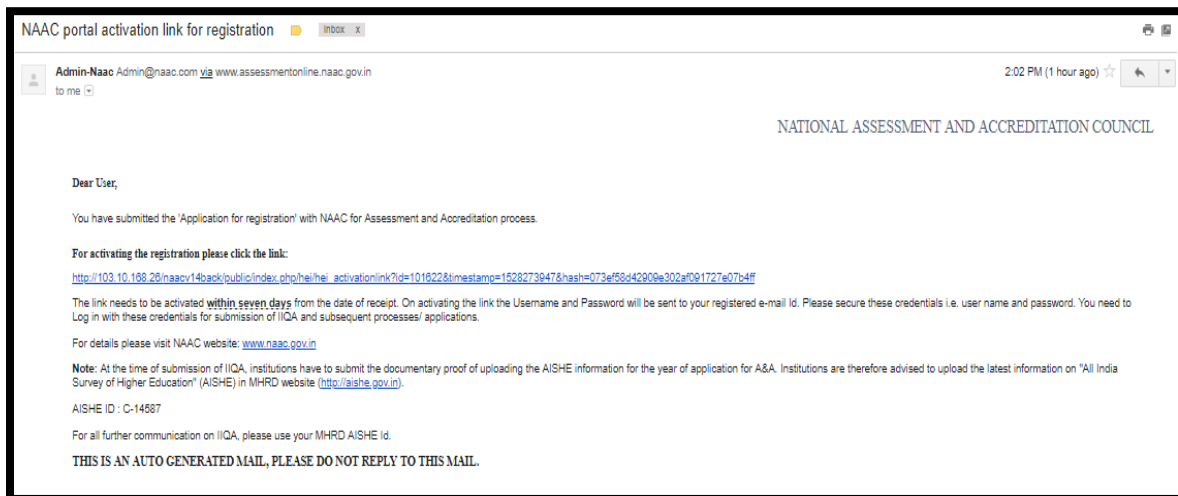 NAAC portal activation link for registration Inbox x
Admin-Naac Admin@naac.com via www.assessmentonline.naac.gov.in 2:02 PM (1 hour ago)
to me
NATIONAL ASSESSMENT AND ACCREDITATION COUNCIL
Dear User,
You have submitted the 'Application for registration' with NAAC for Assessment and Accreditation process.
For activating the registration please click the link:
http://103.10.168.26/naacv14back/public/index.php/hei/hei_activationlink?id=101622&timestamp=1528273947&hash=073ef58d42909e302af091727e07b4ff
The link needs to be activated within seven days from the date of receipt. On activating the link the Username and Password will be sent to your registered e-mail Id. Please secure these credentials i.e. user name and password. You need to
Log in with these credentials for submission of IIQA and subsequent processes/ applications.
For details please visit NAAC website: www.naac.gov.in
Note: At the time of submission of IIQA, institutions have to submit the documentary proof of uploading the AISHE information for the year of application for A&A. Institutions are therefore advised to upload the latest information on "All India
Survey of Higher Education" (AISHE) in MHRD website (http://aishe.gov.in).
AISHE ID : C-14587
For all further communication on IIQA, please use your MHRD AISHE Id.
THIS IS AN AUTO GENERATED MAIL, PLEASE DO NOT REPLY TO THIS MAIL.